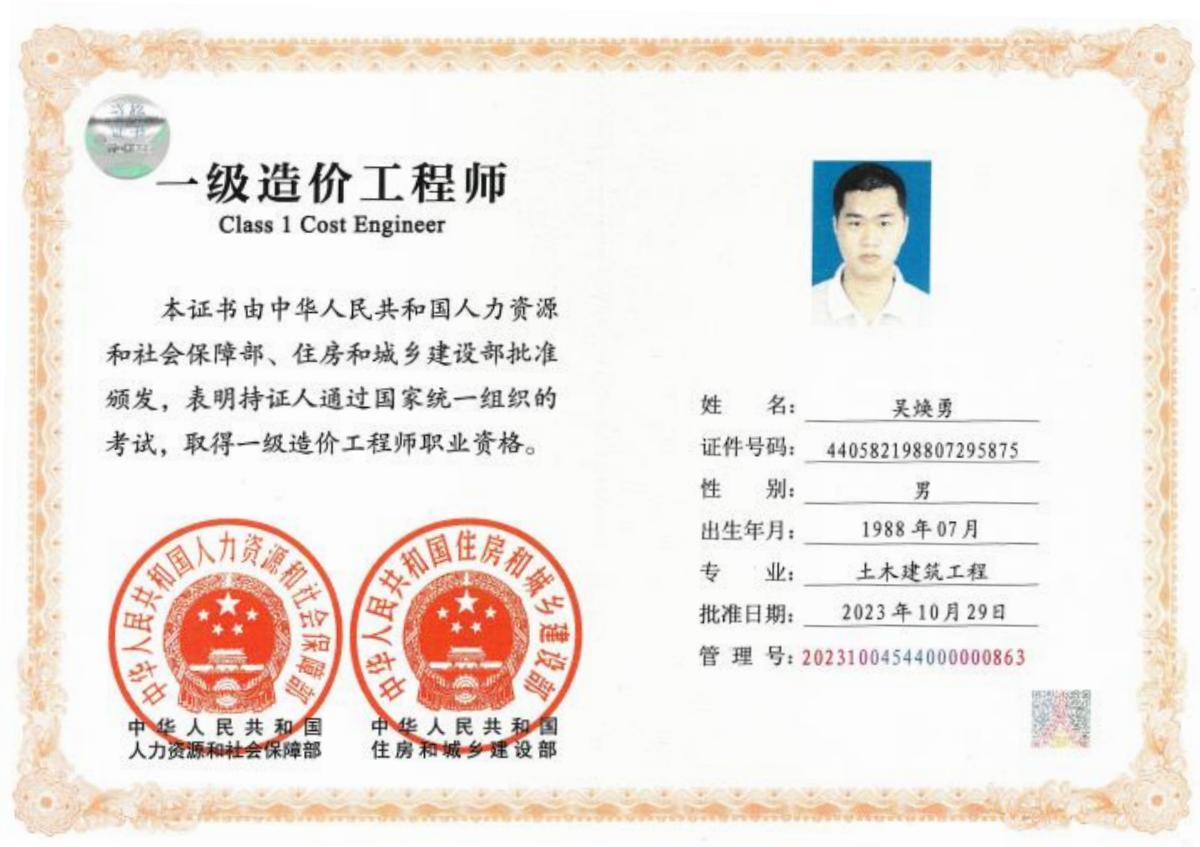 一级造价工程师
Class 1 Cost Engineer
本证书由中华人民共和国人力资源
和社会保障部、住房和城乡建设部批准
颁发，表明持证人通过国家统一组织的
考试，取得一级造价工程师职业资格。
中华人民共和国人力资源和社会保障部
中华人民共和国
人力资源和社会保障部
中华人民共和国住房和城乡建设部
中华人民共和国
住房和城乡建设部
姓 名：吴焕勇
证件号码：440582198807295875
性 别：男
出生年月：1988年07月
专 业：土木建筑工程
批准日期：2023年10月29日
管 理 号：20231004544000000863